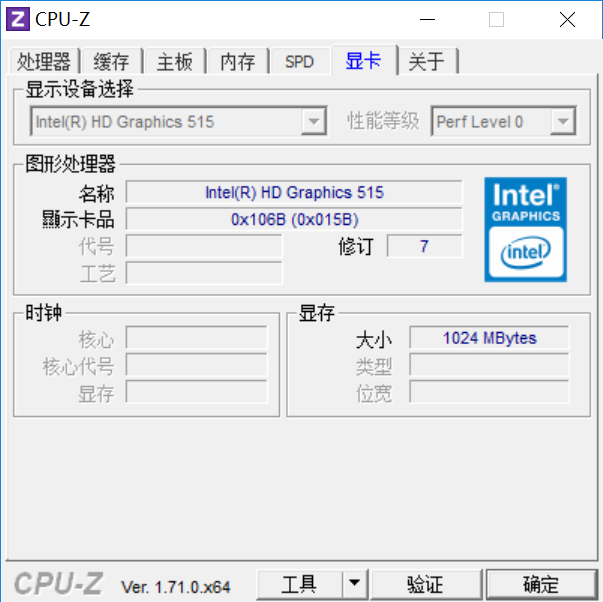 CPU-Z
处理器 缓存 主板 内存 SPD 显卡 关于
显示设备选择
Intel(R) HD Graphics 515 性能等级 Perf Level 0
图形处理器
名称 Intel(R) HD Graphics 515
顯示卡品 0x106B (0x015B)
代号 修订 7
工艺
Intel®
GRAPHICS
intel
时钟 显存
核心 大小 1024 MBytes
核心代号 类型
显存 位宽
CPU-Z Ver. 1.71.0.x64 工具 验证 确定